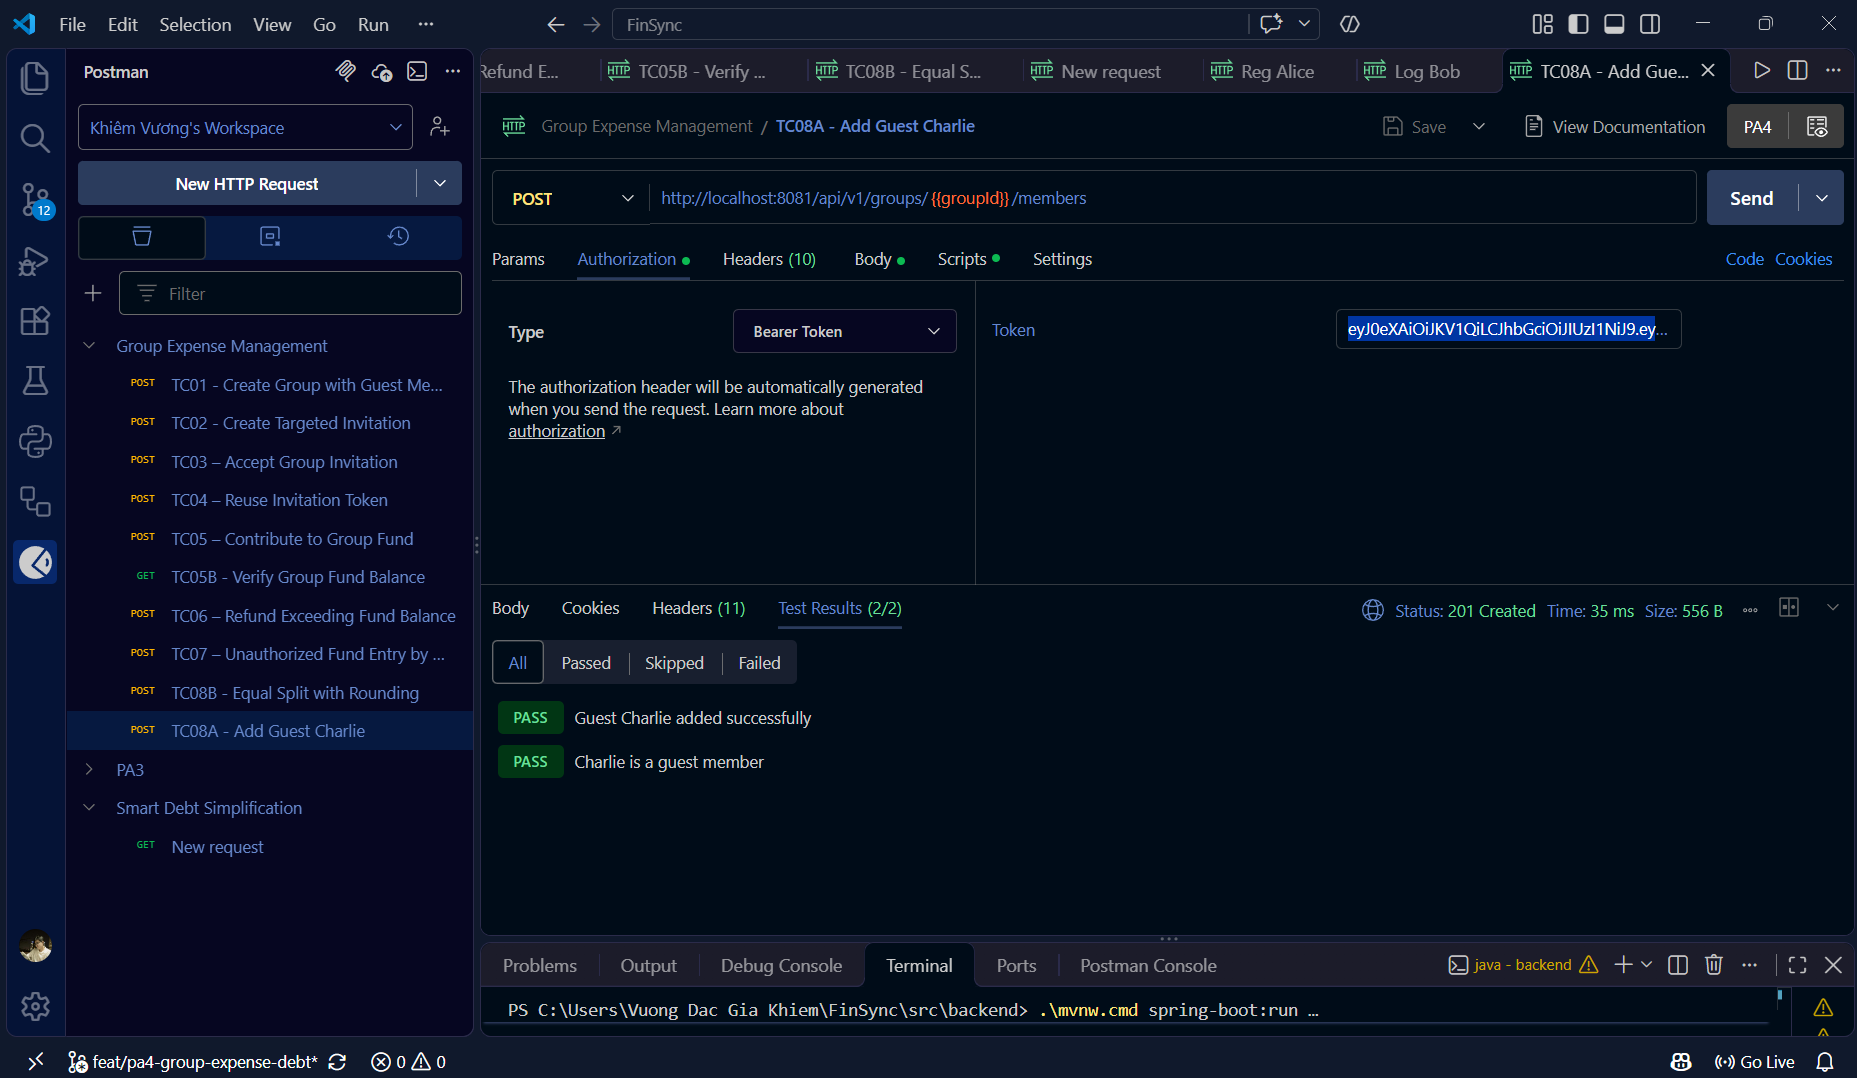 File Edit Selection View Go Run ···
FinSync
Postman
Khiêm Vương's Workspace
New HTTP Request
12
Filter
Group Expense Management
POST TC01 - Create Group with Guest Me...
POST TC02 - Create Targeted Invitation
POST TC03 – Accept Group Invitation
POST TC04 – Reuse Invitation Token
POST TC05 – Contribute to Group Fund
GET TC05B - Verify Group Fund Balance
POST TC06 – Refund Exceeding Fund Balance
POST TC07 – Unauthorized Fund Entry by ...
POST TC08B - Equal Split with Rounding
POST TC08A - Add Guest Charlie
PA3
Smart Debt Simplification
GET New request
Refund E... HTTP TC05B - Verify ... HTTP TC08B - Equal S... HTTP New request HTTP Reg Alice HTTP Log Bob HTTP TC08A - Add Gue...
HTTP Group Expense Management / TC08A - Add Guest Charlie Save View Documentation PA4
POST http://localhost:8081/api/v1/groups/{{groupId}}/members Send
Params Authorization Headers (10) Body Scripts Settings Code Cookies
Type Bearer Token
The authorization header will be automatically generated
when you send the request. Learn more about
authorization ↗
Token eyJ0eXAiOiJKV1QiLCJhbGciOiJIUzI1NiJ9.ey...
Body Cookies Headers (11) Test Results (2/2) Status: 201 Created Time: 35 ms Size: 556 B
All Passed Skipped Failed
PASS Guest Charlie added successfully
PASS Charlie is a guest member
Problems Output Debug Console Terminal Ports Postman Console java - backend
PS C:\Users\Vuong Dac Gia Khiem\FinSync\src\backend> .\mvnw.cmd spring-boot:run ...
feat/pa4-group-expense-debt* 0 0 Go Live